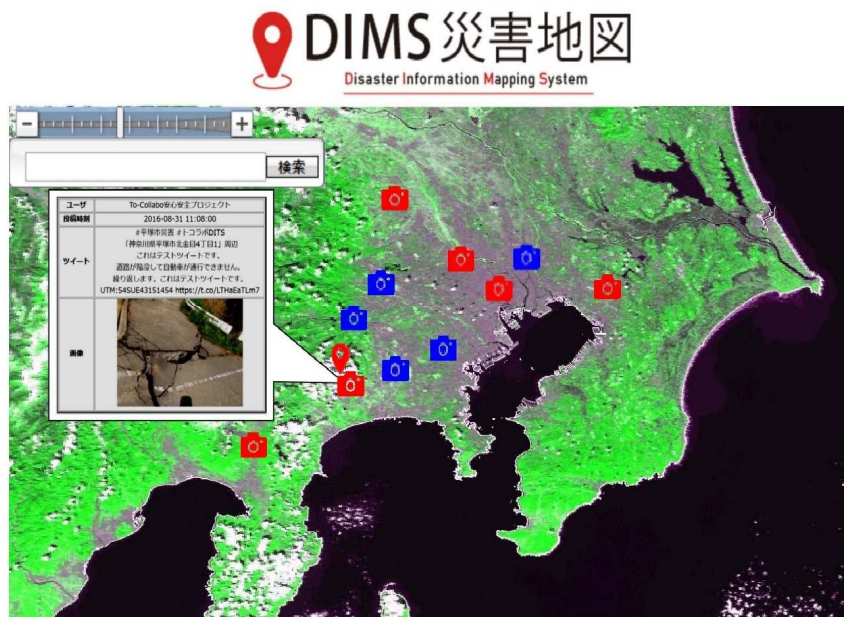 DIMS災害地図
Disaster Information Mapping System
検索
ユーザ To-Collabo安心安全プロジェクト
投稿時刻 2016-08-31 11:08:00
ツイート
#平塚市災害 #トコラボDITS
「神奈川県平塚市北金目4丁目1」周辺
これはテストツイートです。
道路が陥没して自動車が通行できません。
繰り返します。これはテストツイートです。
UTM:54SUE43151454 https://t.co/LTHaEaTLm7
画像